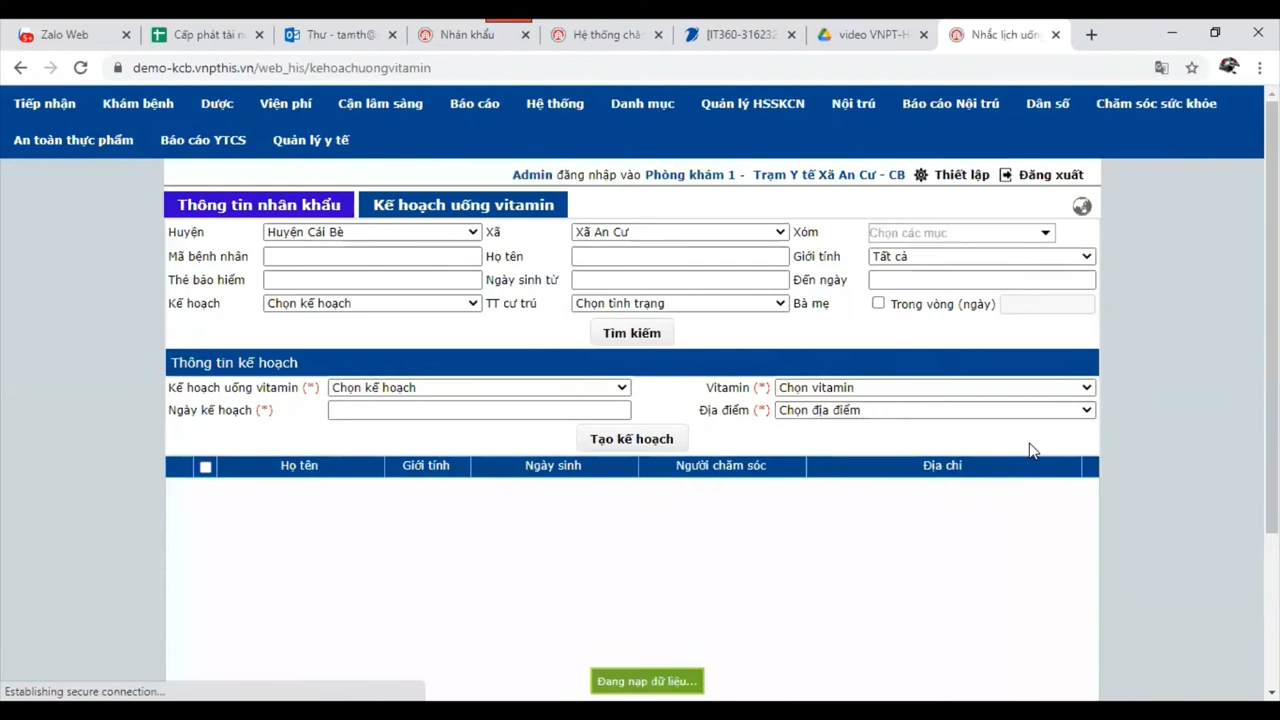 Zalo Web
Cấp phát tài n
Thư - tamth@
Nhân khẩu
Hệ thống chă
[IT360-316232
video VNPT-H
Nhắc lịch uốn
demo-kcb.vnpthis.vn/web_his/kehoachuongvitamin
Tiếp nhận Khám bệnh Dược Viện phí Cận lâm sàng Báo cáo Hệ thống Danh mục Quản lý HSSKCN Nội trú Báo cáo Nội trú Dân số Chăm sóc sức khỏe
An toàn thực phẩm Báo cáo YTCS Quản lý y tế
Admin đăng nhập vào Phòng khám 1 - Trạm Y tế Xã An Cư - CB Thiết lập Đăng xuất
Thông tin nhân khẩu Kế hoạch uống vitamin
Huyện Huyện Cái Bè Xã Xã An Cư Xóm Chọn các mục
Mã bệnh nhân Họ tên Giới tính Tất cả
Thẻ bảo hiểm Ngày sinh từ Đến ngày
Kế hoạch Chọn kế hoạch TT cư trú Chọn tình trạng Bà mẹ Trong vòng (ngày)
Tìm kiếm
Thông tin kế hoạch
Kế hoạch uống vitamin (*) Chọn kế hoạch Vitamin (*) Chọn vitamin
Ngày kế hoạch (*) Địa điểm (*) Chọn địa điểm
Tạo kế hoạch
Họ tên Giới tính Ngày sinh Người chăm sóc Địa chỉ
Đang nạp dữ liệu...
Establishing secure connection...